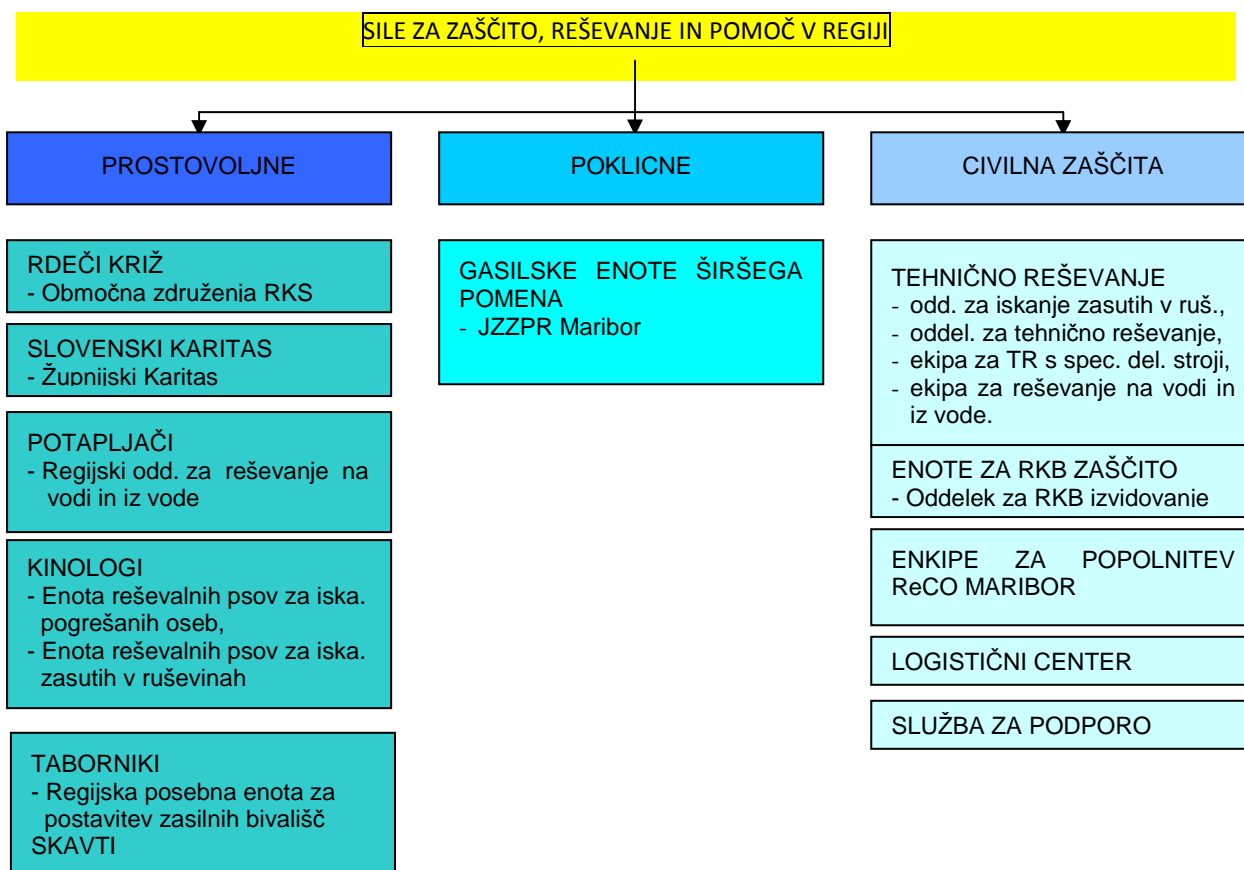 SILE ZA ZAŠČITO, REŠEVANJE IN POMOČ V REGIJI
PROSTOVOLJNE
RDEČI KRIŽ
- Območna združenja RKS
SLOVENSKI KARITAS
- Župnijski Karitas
POTAPLJAČI
- Regijski odd. za reševanje na
vodi in iz vode
KINOLOGI
- Enota reševalnih psov za iska.
pogrešanih oseb,
- Enota reševalnih psov za iska.
zasutih v ruševinah
TABORNIKI
- Regijska posebna enota za
postavitev zasilnih bivališč
SKAVTI
POKLICNE
GASILSKE ENOTE ŠIRŠEGA
POMENA
- JZZPR Maribor
CIVILNA ZAŠČITA
TEHNIČNO REŠEVANJE
- odd. za iskanje zasutih v ruš.,
- oddel. za tehnično reševanje,
- ekipa za TR s spec. del. stroji,
- ekipa za reševanje na vodi in
iz vode.
ENOTE ZA RKB ZAŠČITO
- Oddelek za RKB izvidovanje
ENKIPE ZA POPOLNITEV
ReCO MARIBOR
LOGISTIČNI CENTER
SLUŽBA ZA PODPORO